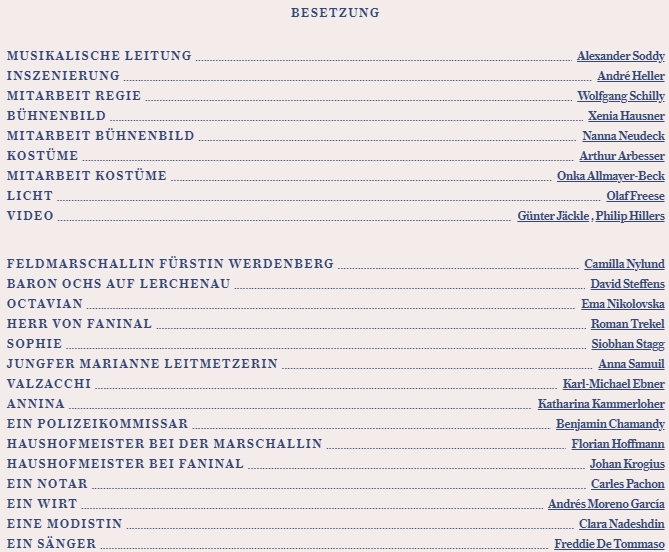 BESETZUNG
MUSIKALISCHE LEITUNG Alexander Soddy
INSZENIERUNG André Heller
MITARBEIT REGIE Wolfgang Schilly
BÜHNENBILD Xenia Hausner
MITARBEIT BÜHNENBILD Nanna Neudeck
KOSTÜME Arthur Arbesser
MITARBEIT KOSTÜME Onka Allmayer-Beck
LICHT Olaf Freese
VIDEO Günter Jäckle , Philip Hillers
FELDMARSCHALLIN FÜRSTIN WERDENBERG Camilla Nylund
BARON OCHS AUF LERCHENAU David Steffens
OCTAVIAN Ema Nikolovska
HERR VON FANINAL Roman Trekel
SOPHIE Siobhan Stagg
JUNGFER MARIANNE LEITMETZERIN Anna Samuil
VALZACCHI Karl-Michael Ebner
ANNINA Katharina Kammerloher
EIN POLIZEIKOMMISSAR Benjamin Chamandy
HAUSHOFMEISTER BEI DER MARSCHALLIN Florian Hoffmann
HAUSHOFMEISTER BEI FANINAL Johan Krogius
EIN NOTAR Carles Pachon
EIN WIRT Andrés Moreno García
EINE MODISTIN Clara Nadeshdin
EIN SÄNGER Freddie De Tommaso